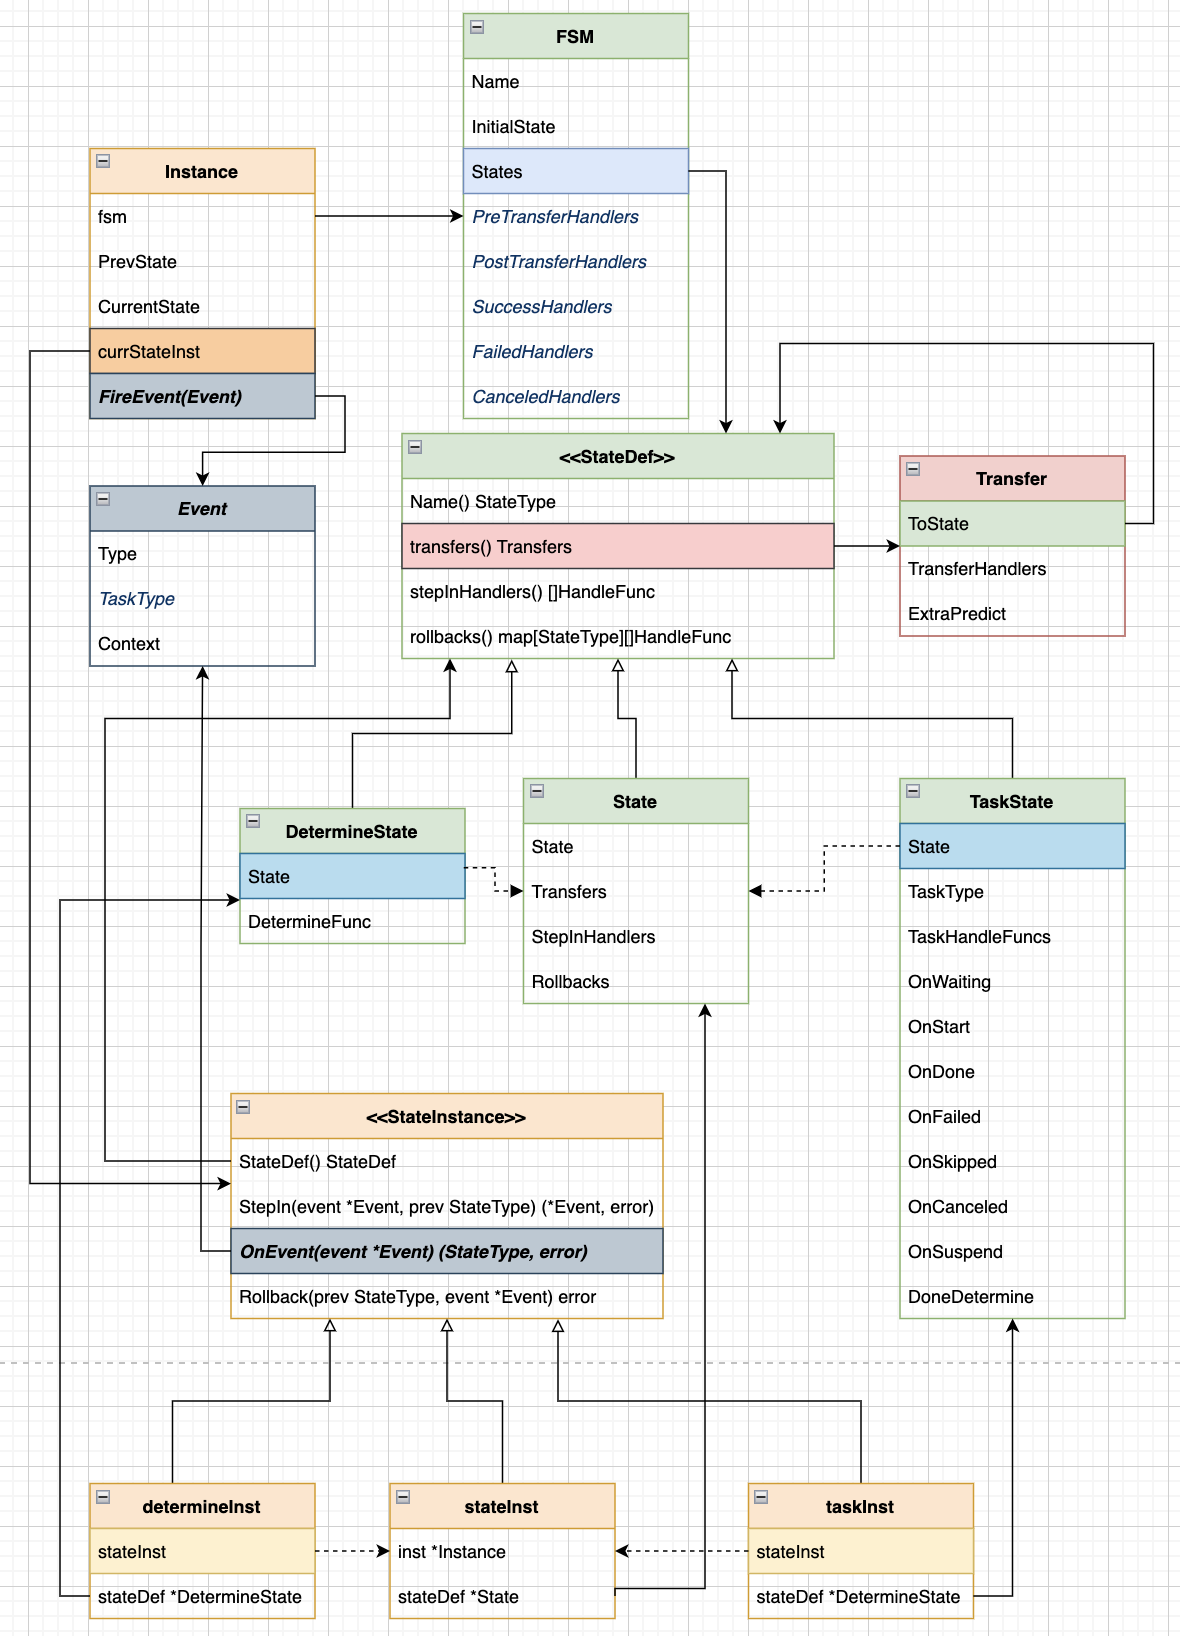 FSM
Name
InitialState
States
PreTransferHandlers
PostTransferHandlers
SuccessHandlers
FailedHandlers
CanceledHandlers
Instance
fsm
PrevState
CurrentState
currStateInst
FireEvent(Event)
Event
Type
TaskType
Context
<<StateDef>>
Name() StateType
transfers() Transfers
stepInHandlers() []HandleFunc
rollbacks() map[StateType][]HandleFunc
Transfer
ToState
TransferHandlers
ExtraPredict
DetermineState
State
DetermineFunc
State
State
Transfers
StepInHandlers
Rollbacks
TaskState
State
TaskType
TaskHandleFuncs
OnWaiting
OnStart
OnDone
OnFailed
OnSkipped
OnCanceled
OnSuspend
DoneDetermine
<<StateInstance>>
StateDef() StateDef
StepIn(event *Event, prev StateType) (*Event, error)
OnEvent(event *Event) (StateType, error)
Rollback(prev StateType, event *Event) error
determineInst
stateInst
stateDef *DetermineState
stateInst
inst *Instance
stateDef *State
taskInst
stateInst
stateDef *DetermineState